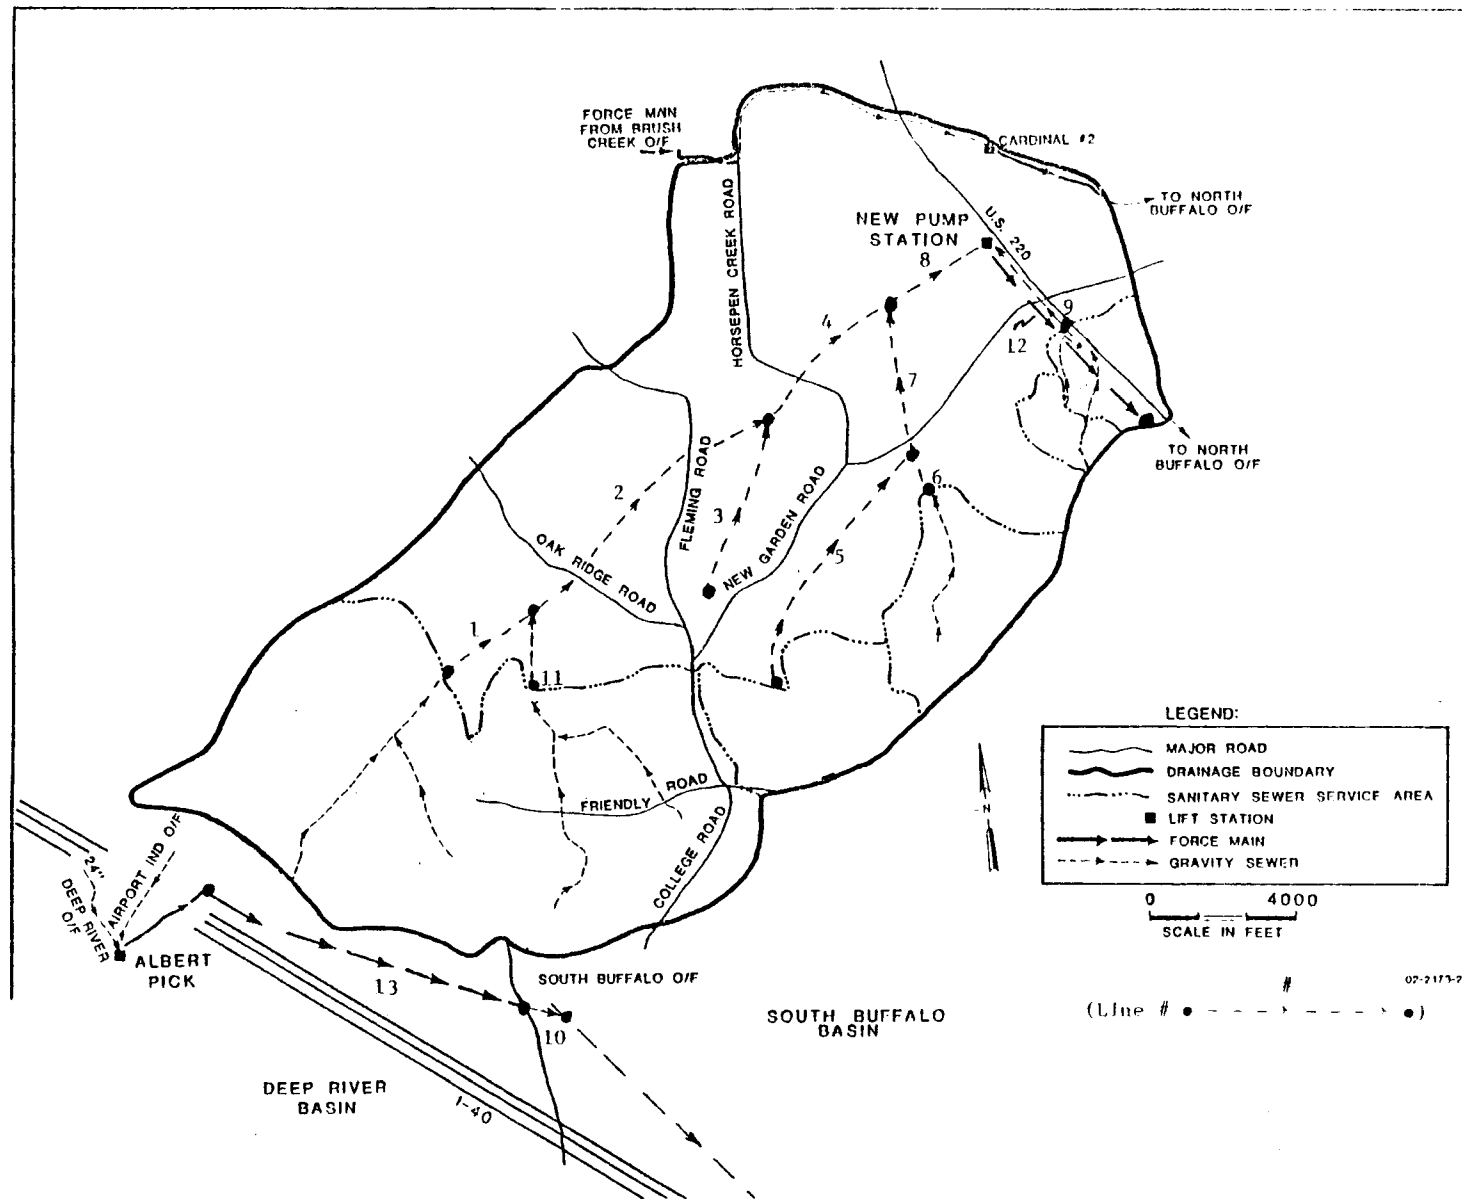 FORCE MAIN
FROM BRUSH
CREEK O/F
CARDINAL #2
TO NORTH
BUFFALO O/F
HORSEPEN CREEK ROAD
NEW PUMP
STATION
U.S. 220
8
9
4
12
7
TO NORTH
BUFFALO O/F
2
FLEMING ROAD
3
NEW GARDEN ROAD
6
OAK RIDGE ROAD
5
1
11
FRIENDLY ROAD
COLLEGE ROAD
LEGEND:
MAJOR ROAD
DRAINAGE BOUNDARY
SANITARY SEWER SERVICE AREA
LIFT STATION
FORCE MAIN
GRAVITY SEWER
0 4000
SCALE IN FEET
N
24"
DEEP RIVER
O/F
AIRPORT IND O/F
ALBERT
PICK
13
SOUTH BUFFALO O/F
10
SOUTH BUFFALO
BASIN
#
(Line # )
DEEP RIVER
BASIN
I-40